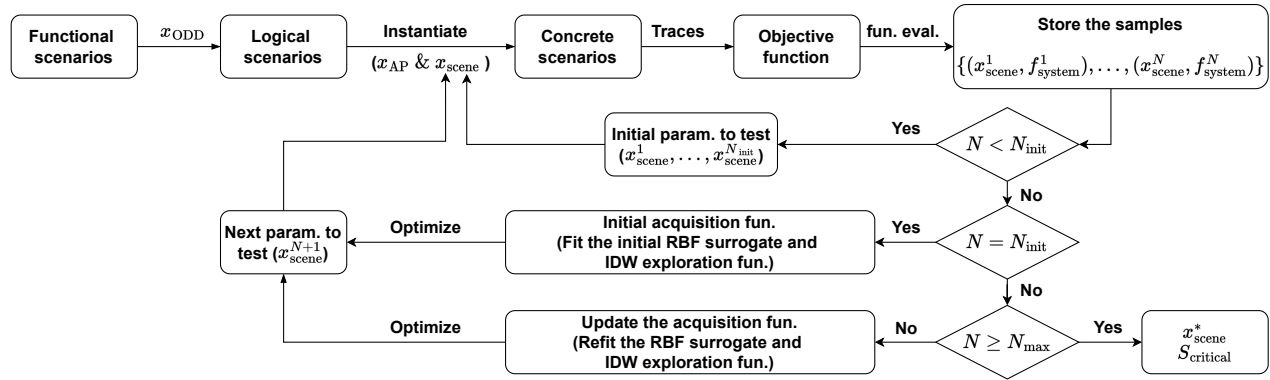 Functional
scenarios
x_ODD
Logical
scenarios
Instantiate
(x_AP & x_scene )
Concrete
scenarios
Traces
Objective
function
fun. eval.
Store the samples
{(x^1_scene, f^1_system), . . . , (x^N_scene, f^N_system)}
Initial param. to test
(x^1_scene, . . . , x^{N_init}_scene)
Yes
N < N_init
No
Next param. to
test (x^{N+1}_scene)
Optimize
Initial acquisition fun.
(Fit the initial RBF surrogate and
IDW exploration fun.)
Yes
N = N_init
No
Optimize
Update the acquisition fun.
(Refit the RBF surrogate and
IDW exploration fun.)
No
N ≥ N_max
Yes
x*_scene
S_critical